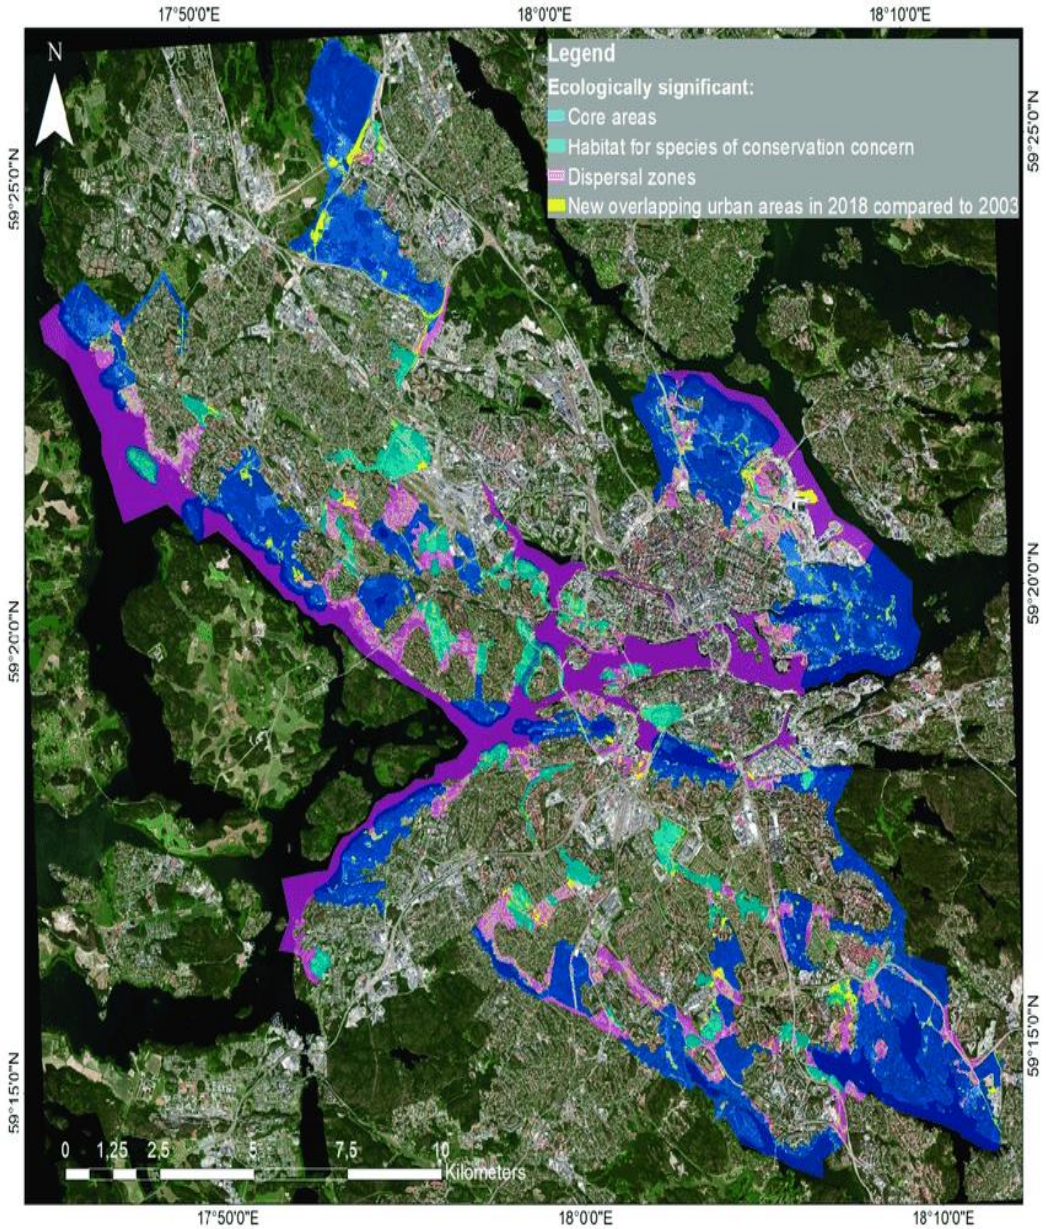 17°50'0"E 18°0'0"E 18°10'0"E
N
Legend
Ecologically significant:
Core areas
Habitat for species of conservation concern
Dispersal zones
New overlapping urban areas in 2018 compared to 2003
59°25'0"N
59°25'0"N
59°20'0"N
59°20'0"N
59°15'0"N
59°15'0"N
0 1,25 2,5 5 7,5 10
Kilometers
17°50'0"E 18°0'0"E 18°10'0"E